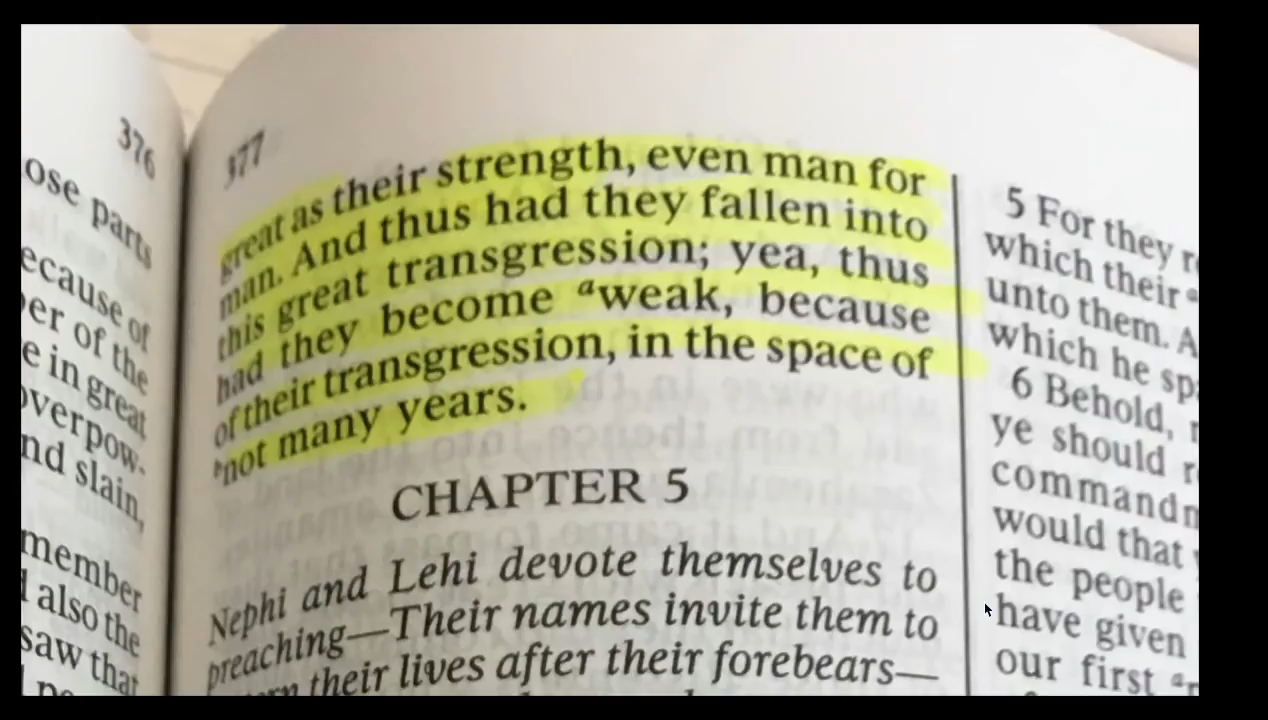 376
ose parts
ecause of
er of the
e in great
overpow-
nd slain,
member
also the
saw that
377
great as their strength, even man for
man. And thus had they fallen into
this great transgression; yea, thus
had they become ᵃweak, because
of their transgression, in the space of
ᵇnot many years.
CHAPTER 5
Nephi and Lehi devote themselves to
preaching—Their names invite them to
their lives after their forebears—
5 For they r
which their ᵃ
unto them. A
which he sp
6 Behold,
ye should r
command
would that
the people
have given
our first ᵃ